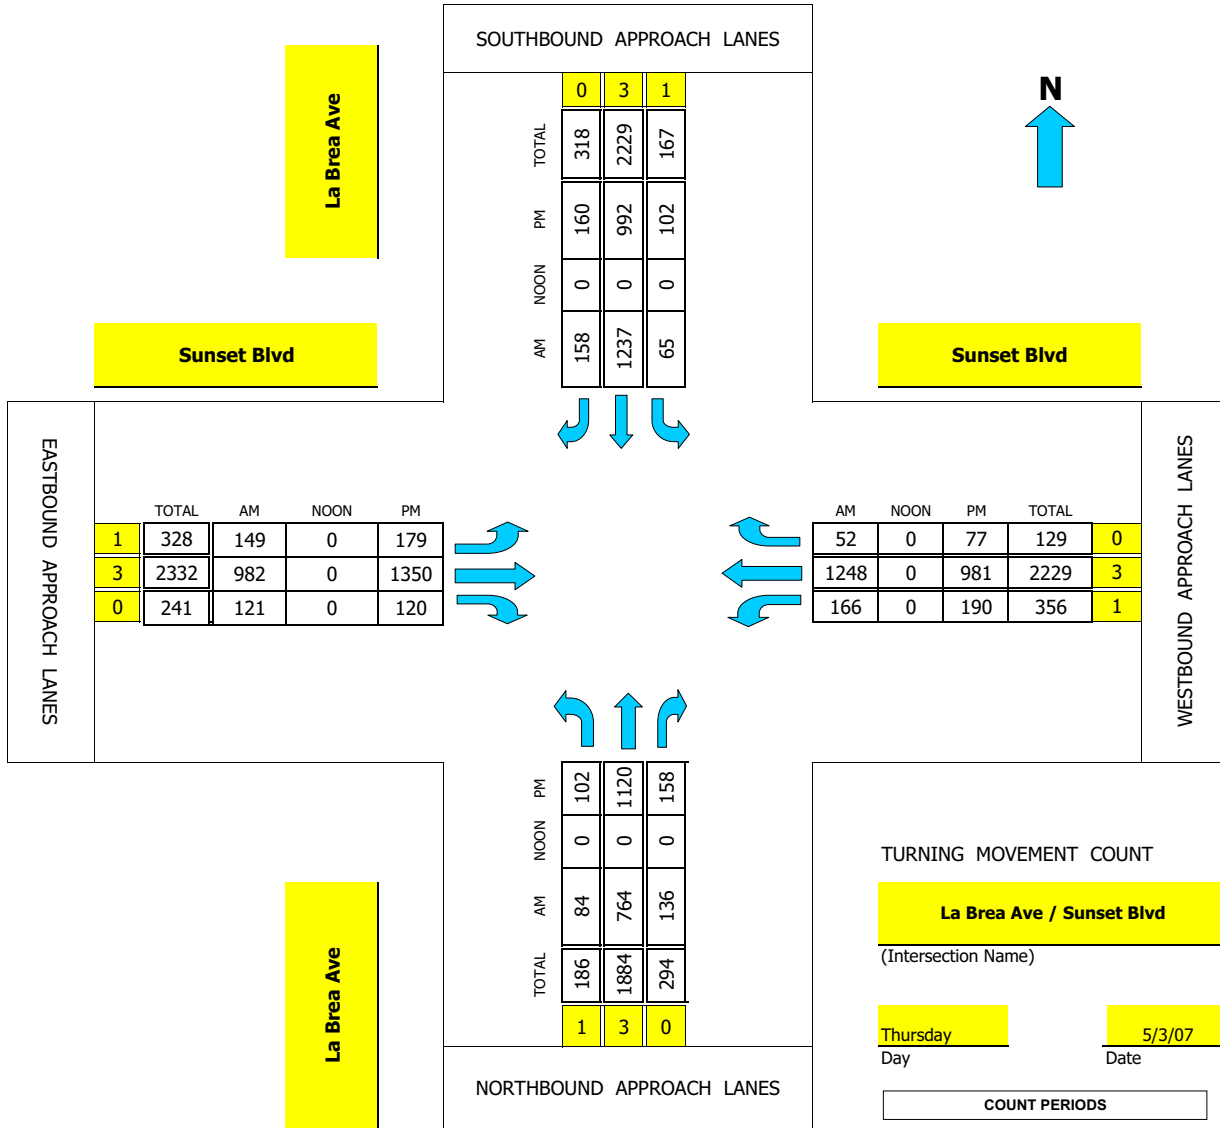 SOUTHBOUND APPROACH LANES
0 3 1
TOTAL 318 2229 167
PM 160 992 102
NOON 0 0 0
AM 158 1237 65
La Brea Ave
N
Sunset Blvd
Sunset Blvd
EASTBOUND APPROACH LANES
TOTAL AM NOON PM
1 328 149 0 179
3 2332 982 0 1350
0 241 121 0 120
AM NOON PM TOTAL
52 0 77 129 0
1248 0 981 2229 3
166 0 190 356 1
WESTBOUND APPROACH LANES
PM 102 1120 158
NOON 0 0 0
AM 84 764 136
TOTAL 186 1884 294
1 3 0
NORTHBOUND APPROACH LANES
La Brea Ave
TURNING MOVEMENT COUNT
La Brea Ave / Sunset Blvd
(Intersection Name)
Thursday 5/3/07
Day Date
COUNT PERIODS